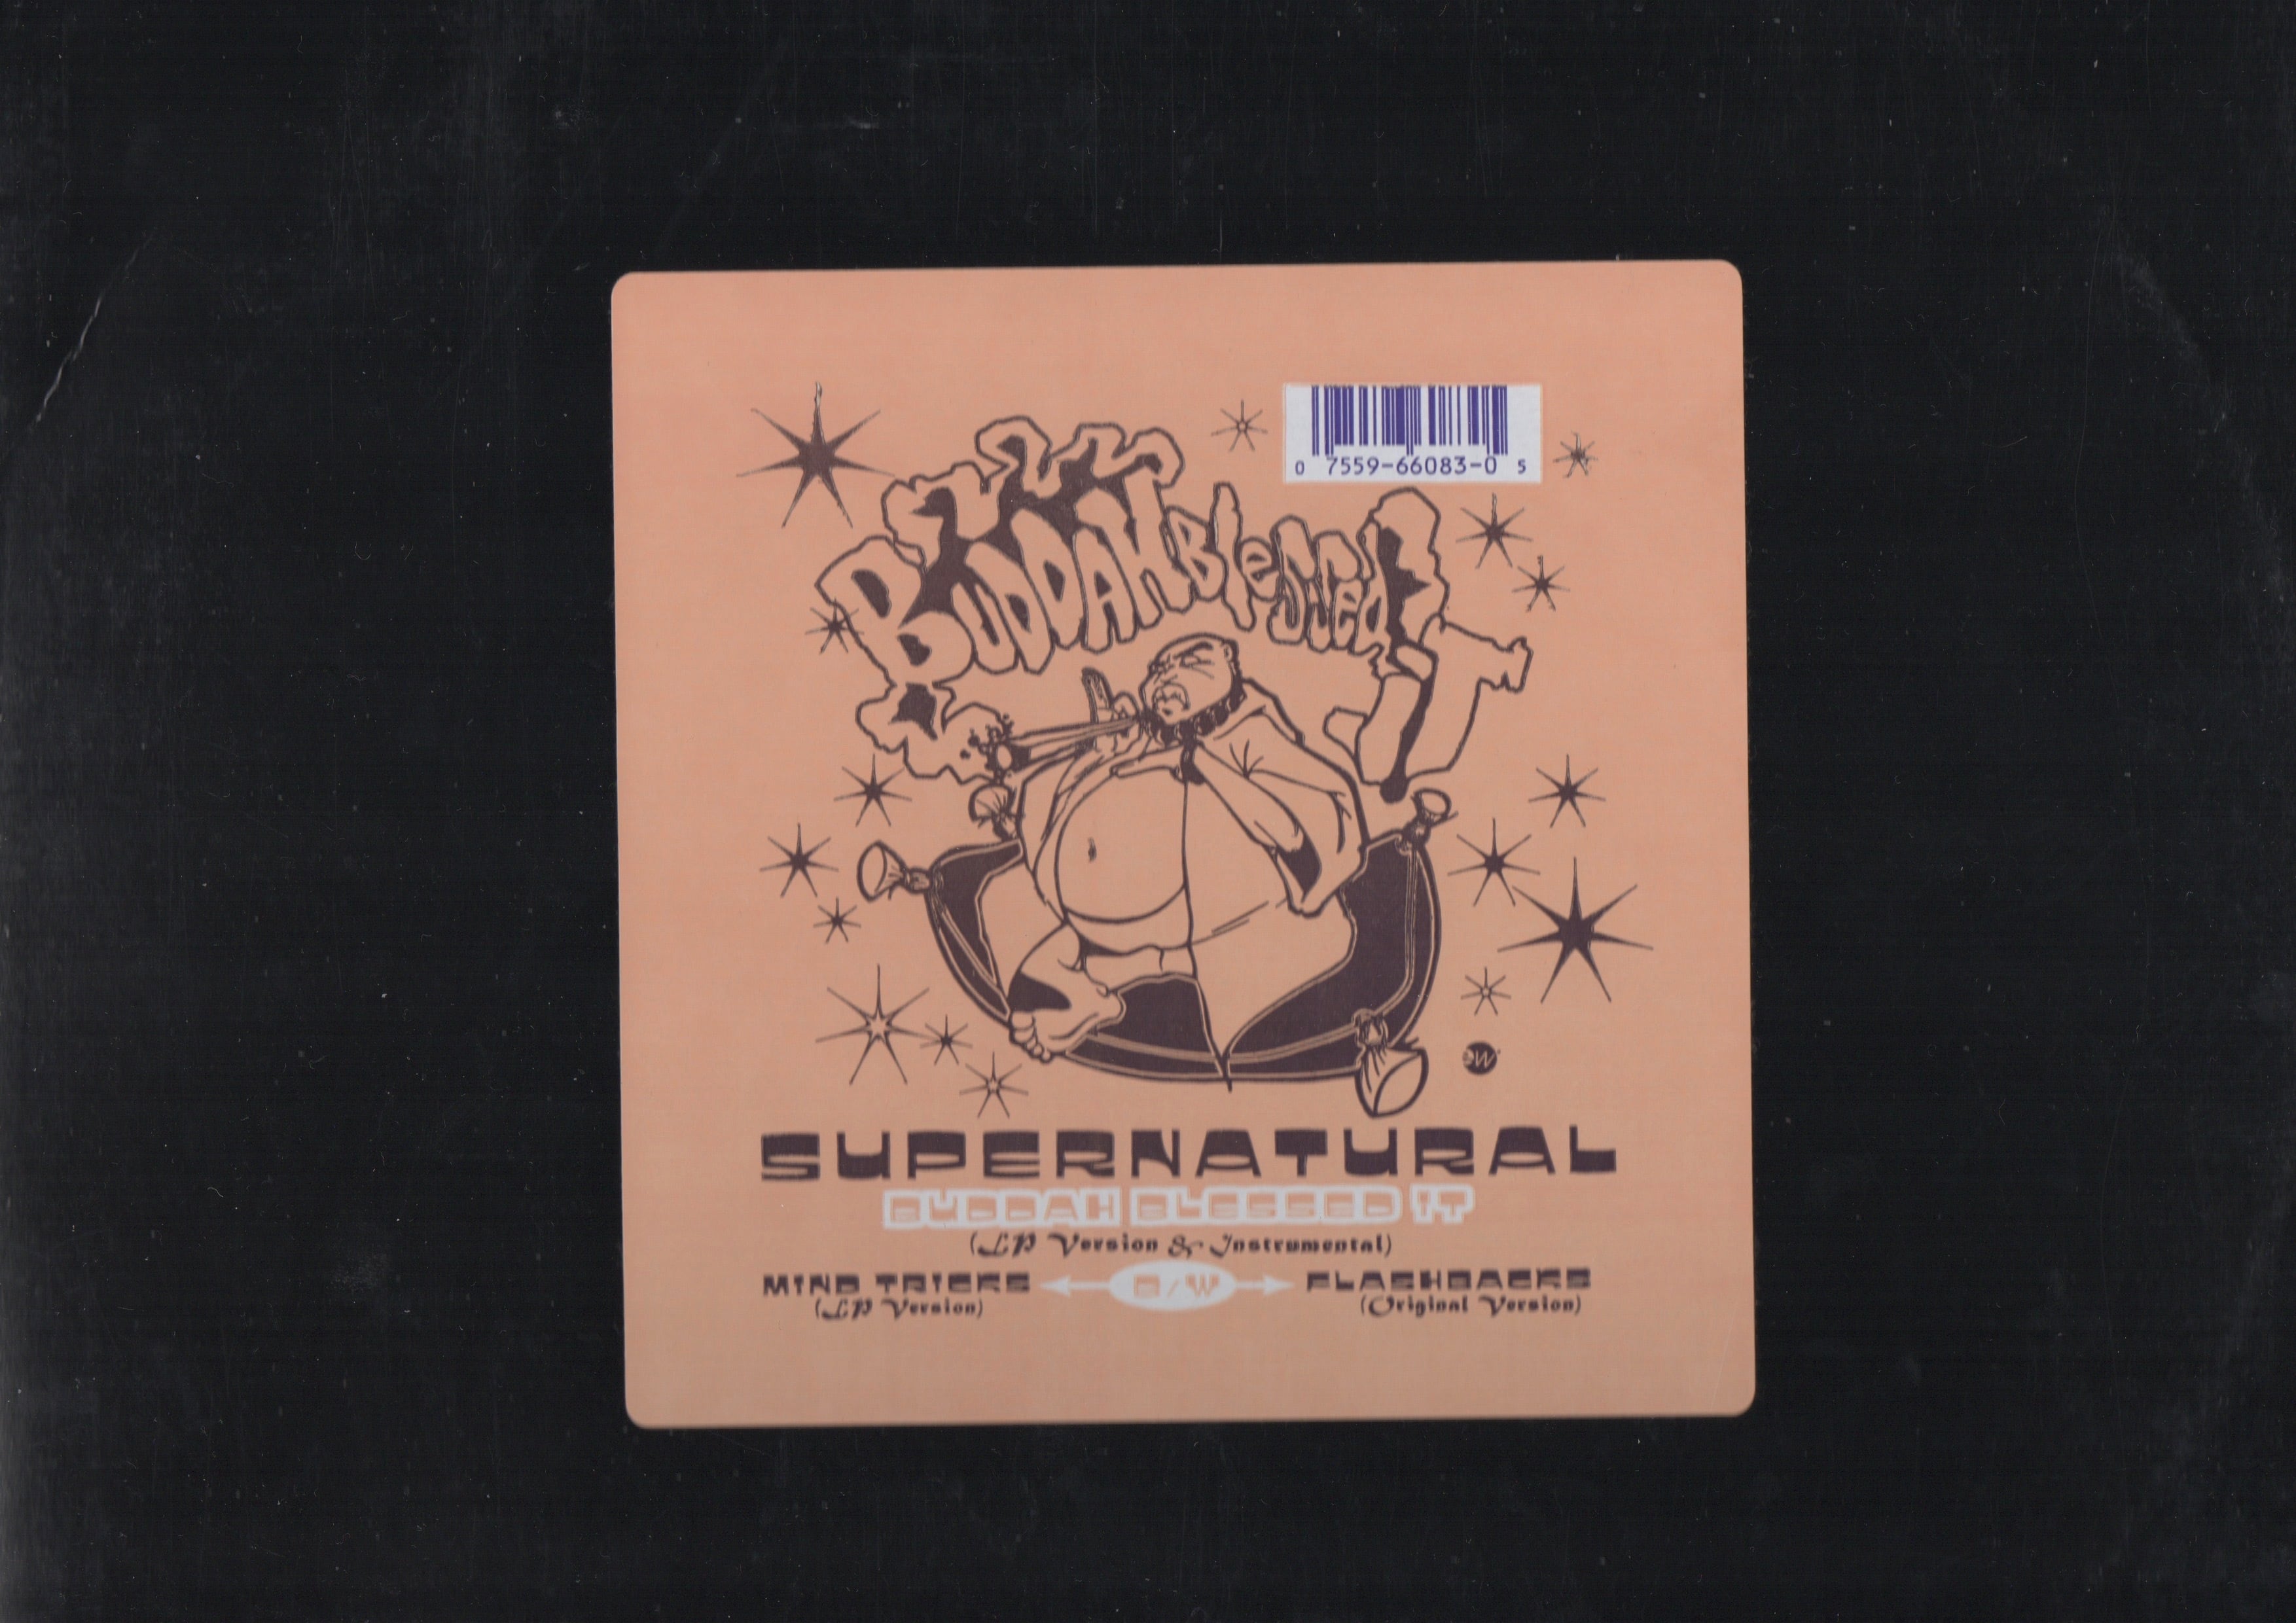 0 7559-66083-0 5
BUDDAH Blessed IT
SUPERNATURAL
BUDDAH BLESSED IT
(LP Version & Instrumental)
MIND TRICKS B/W FLASHBACKS
(LP Version) (Original Version)